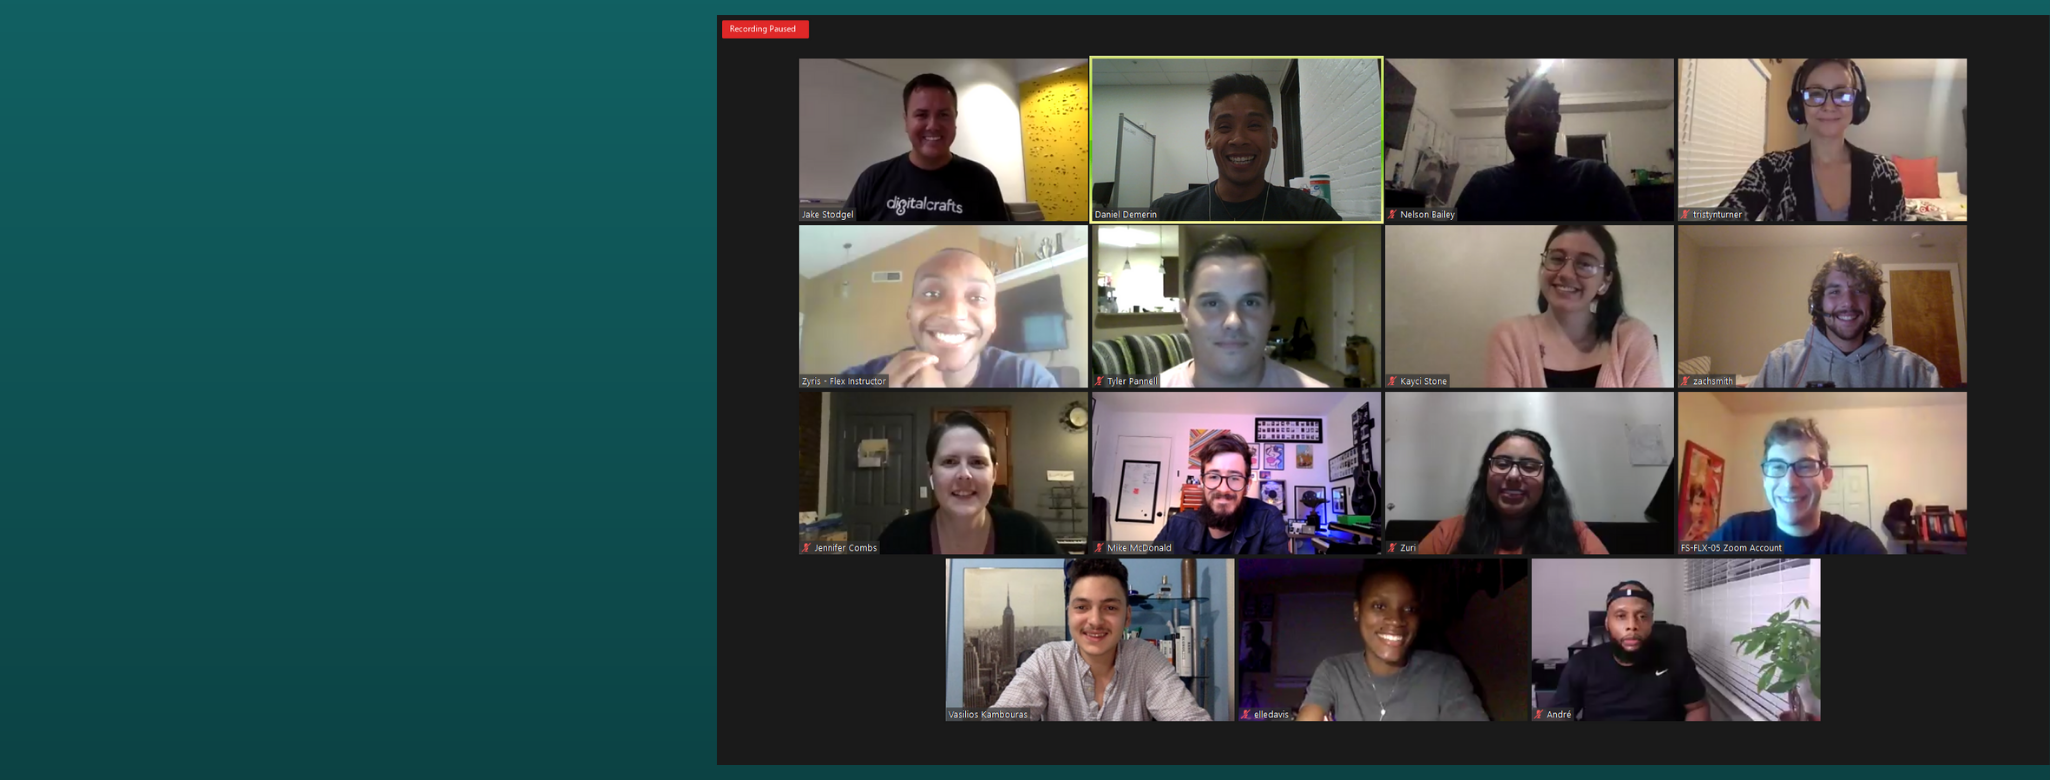 Recording Paused
digitalcrafts
Jake Stodgel
Daniel Demerin
Nelson Bailey
tristynturner
Zyris - Flex Instructor
Tyler Pannell
Kayci Stone
zachsmith
Jennifer Combs
Mike McDonald
Zuri
FS-FLX-05 Zoom Account
Vasilios Kambouras
elledavis
André